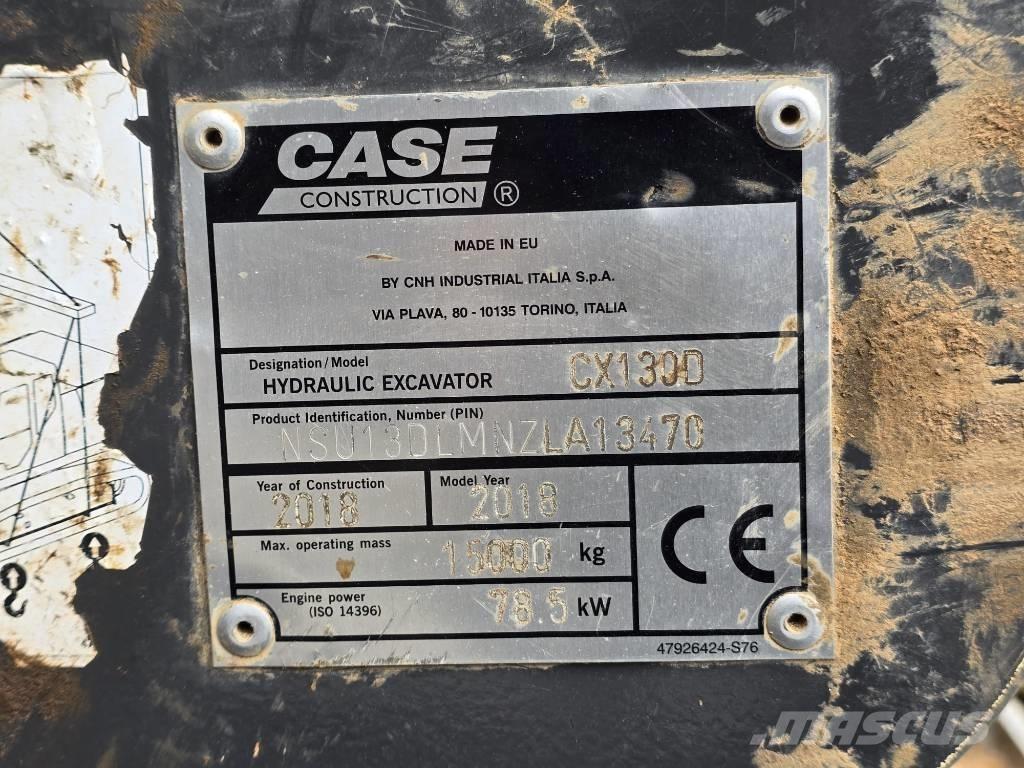 CASE
CONSTRUCTION ®
MADE IN EU
BY CNH INDUSTRIAL ITALIA S.p.A.
VIA PLAVA, 80 - 10135 TORINO, ITALIA
Designation/Model
HYDRAULIC EXCAVATOR CX130D
Product Identification, Number (PIN)
NSU13DLMNZLA13470
Year of Construction Model Year
2018 2018
Max. operating mass 15000 kg
Engine power
(ISO 14396) 78.5 kW
CE
47926424-S76
MASCUS